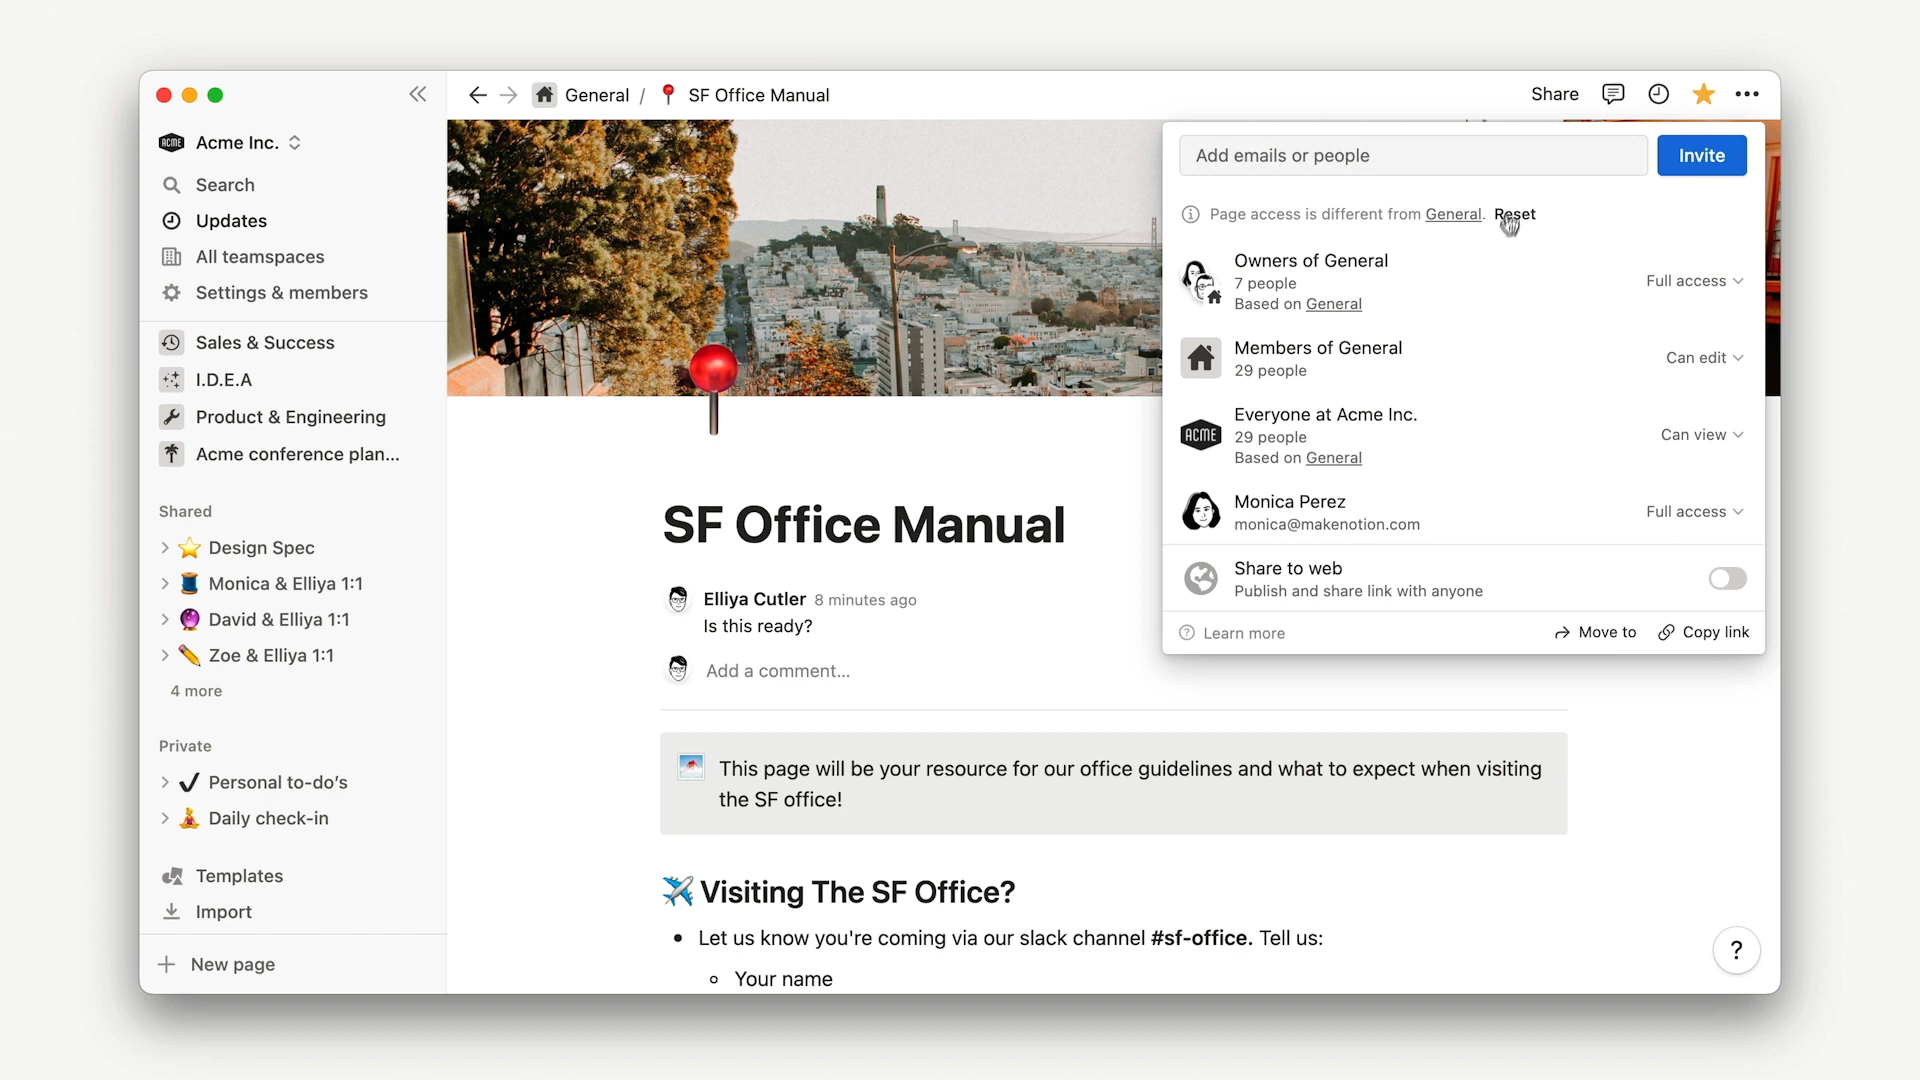 General / SF Office Manual
Share
ACME Acme Inc.
Search
Updates
All teamspaces
Settings & members
Sales & Success
I.D.E.A
Product & Engineering
Acme conference plan...
Shared
Design Spec
Monica & Elliya 1:1
David & Elliya 1:1
Zoe & Elliya 1:1
4 more
Private
Personal to-do’s
Daily check-in
Templates
Import
New page
Add emails or people
Invite
Page access is different from General. Reset
Owners of General
7 people
Based on General
Full access
Members of General
29 people
Can edit
ACME
Everyone at Acme Inc.
29 people
Based on General
Can view
Monica Perez
monica@makenotion.com
Full access
Share to web
Publish and share link with anyone
? Learn more
Move to
Copy link
SF Office Manual
Elliya Cutler 8 minutes ago
Is this ready?
Add a comment...
This page will be your resource for our office guidelines and what to expect when visiting
the SF office!
Visiting The SF Office?
• Let us know you're coming via our slack channel #sf-office. Tell us:
Your name
?